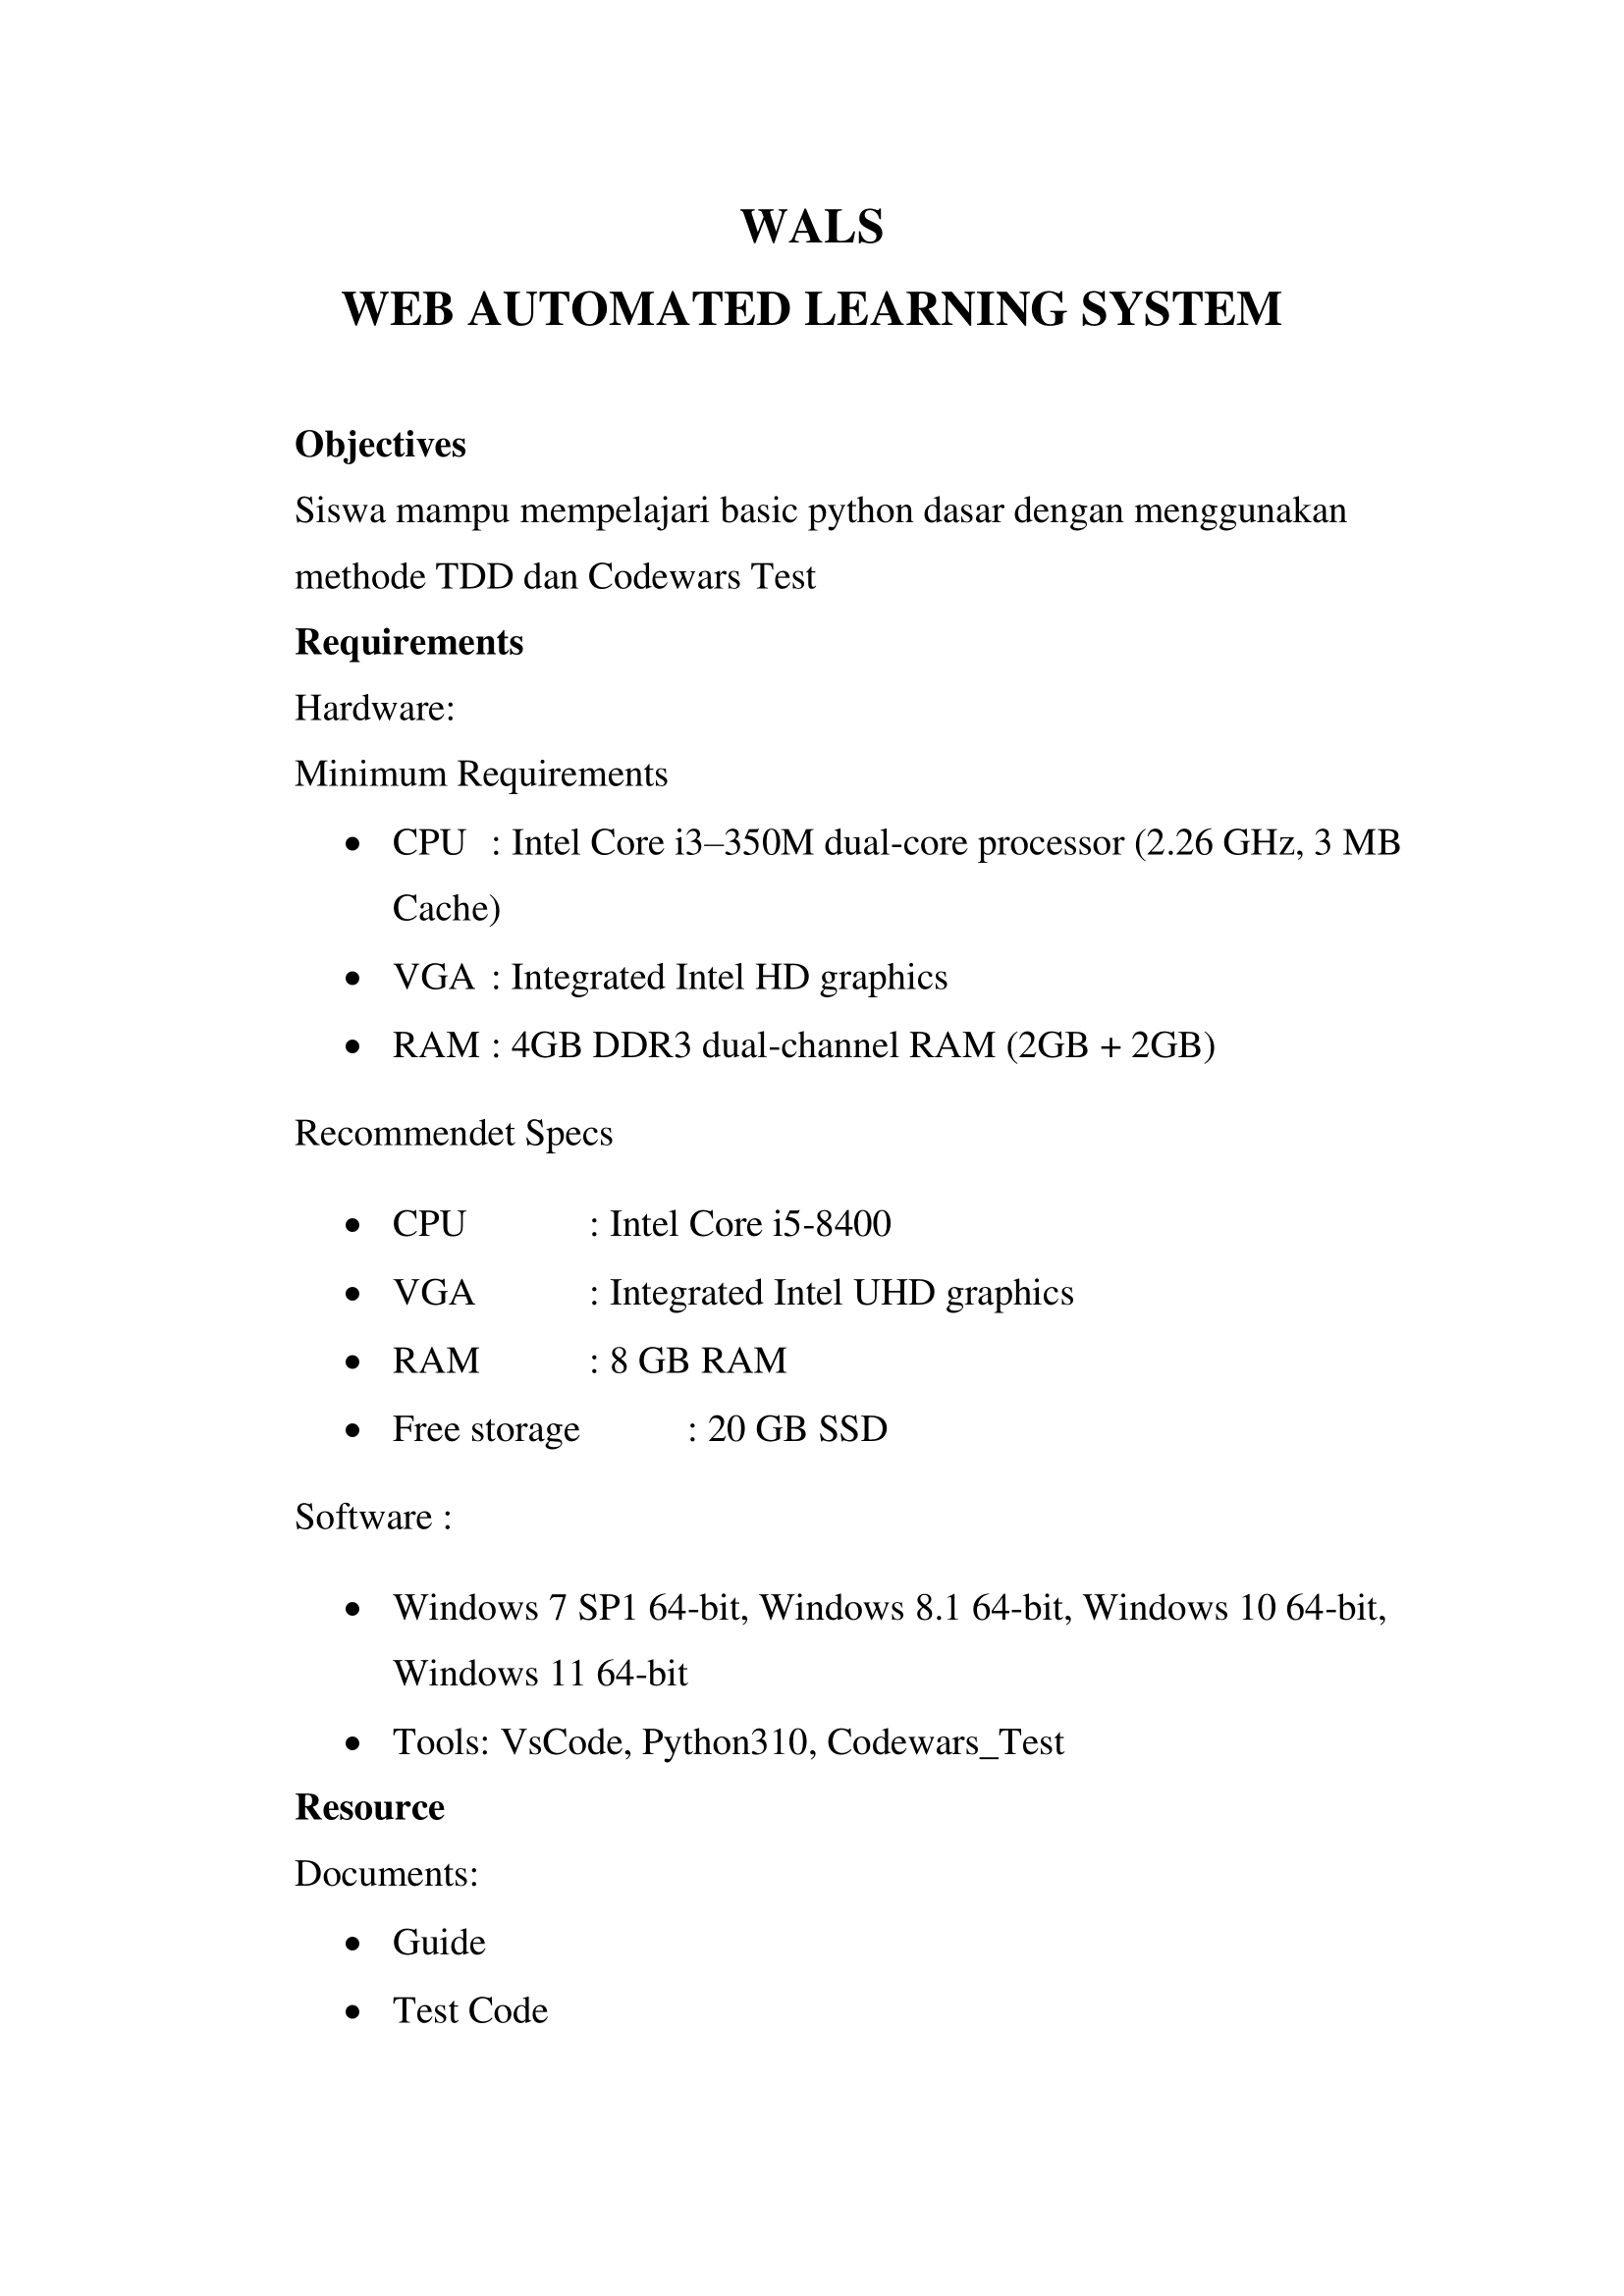 WALS
WEB AUTOMATED LEARNING SYSTEM
Objectives
Siswa mampu mempelajari basic python dasar dengan menggunakan
methode TDD dan Codewars Test
Requirements
Hardware:
Minimum Requirements
• CPU : Intel Core i3–350M dual-core processor (2.26 GHz, 3 MB
Cache)
• VGA : Integrated Intel HD graphics
• RAM : 4GB DDR3 dual-channel RAM (2GB + 2GB)
Recommendet Specs
• CPU : Intel Core i5-8400
• VGA : Integrated Intel UHD graphics
• RAM : 8 GB RAM
• Free storage : 20 GB SSD
Software :
• Windows 7 SP1 64-bit, Windows 8.1 64-bit, Windows 10 64-bit,
Windows 11 64-bit
• Tools: VsCode, Python310, Codewars_Test
Resource
Documents:
• Guide
• Test Code